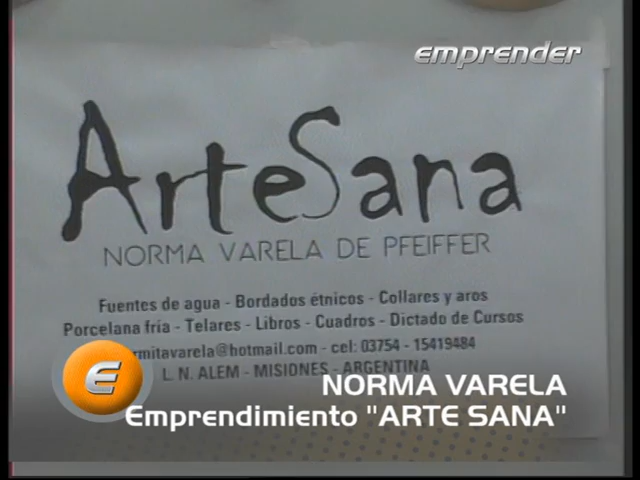 emprender
ArteSana
NORMA VARELA DE PFEIFFER
Fuentes de agua - Bordados étnicos - Collares y aros
Porcelana fría - Telares - Libros - Cuadros - Dictado de Cursos
rmitavarela@hotmail.com - cel: 03754 - 15419484
L. N. ALEM - MISIONES - ARGENTINA
E
NORMA VARELA
Emprendimiento "ARTE SANA"